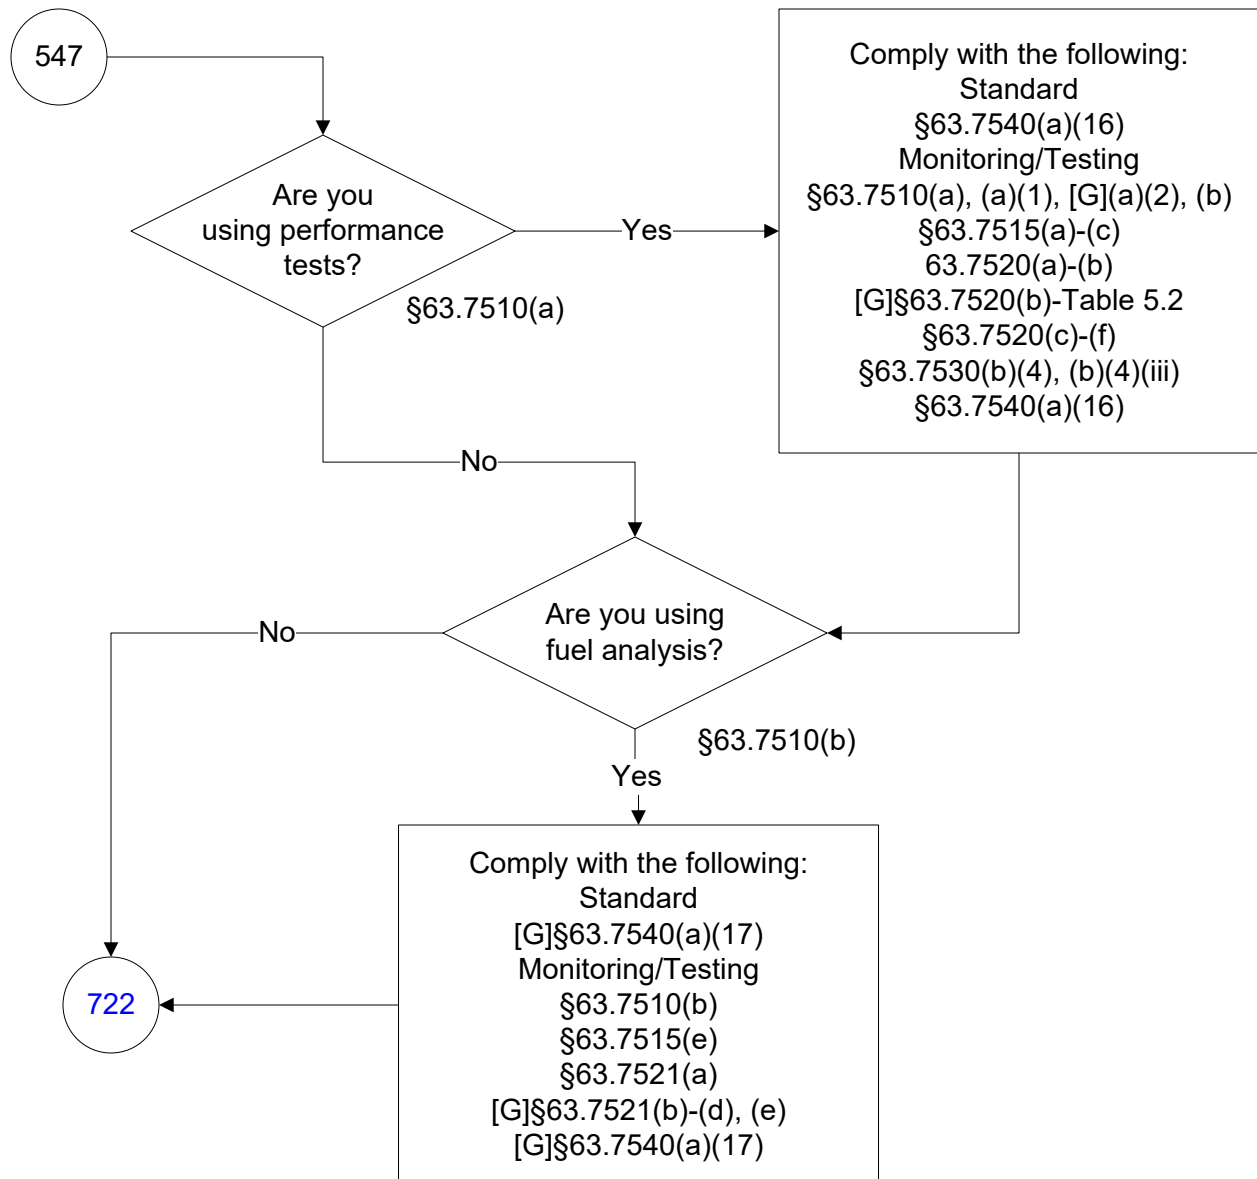 547
Are you
using performance
tests?
§63.7510(a)
Yes
Comply with the following:
Standard
§63.7540(a)(16)
Monitoring/Testing
§63.7510(a), (a)(1), [G](a)(2), (b)
§63.7515(a)-(c)
63.7520(a)-(b)
[G]§63.7520(b)-Table 5.2
§63.7520(c)-(f)
§63.7530(b)(4), (b)(4)(iii)
§63.7540(a)(16)
No
Are you using
fuel analysis?
§63.7510(b)
No
Yes
Comply with the following:
Standard
[G]§63.7540(a)(17)
Monitoring/Testing
§63.7510(b)
§63.7515(e)
§63.7521(a)
[G]§63.7521(b)-(d), (e)
[G]§63.7540(a)(17)
722